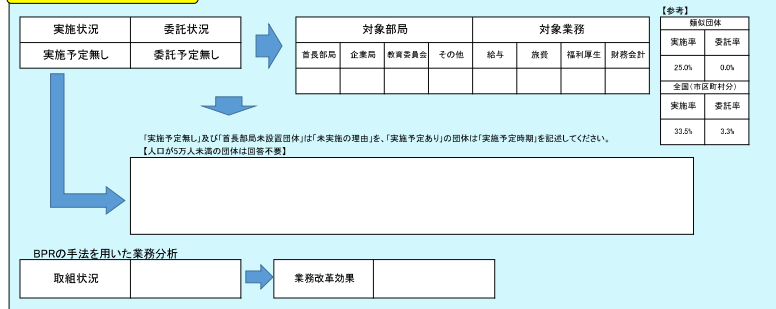 【参考】
実施状況 委託状況
実施予定無し 委託予定無し
対象部局 対象業務
首長部局 企業局 教育委員会 その他 給与 旅費 福利厚生 財務会計
類似団体
実施率 委託率
25.0% 0.0%
全国(市区町村分)
実施率 委託率
33.5% 3.3%
「実施予定無し」及び「首長部局未設置団体」は「未実施の理由」を、「実施予定あり」の団体は「実施予定時期」を記述してください。
【人口が5万人未満の団体は回答不要】
BPRの手法を用いた業務分析
取組状況
業務改革効果